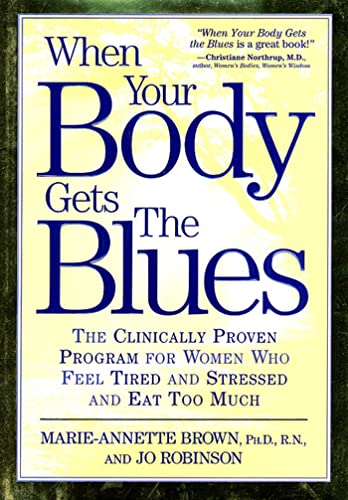 "When Your Body Gets
the Blues is a great book!"
—Christiane Northrup, M.D.,
author, Women's Bodies, Women's Wisdom
When
Your
Body
Gets The
Blues
The Clinically Proven
Program for Women Who
Feel Tired and Stressed
and Eat Too Much
MARIE-ANNETTE BROWN, PH.D., R.N.,
AND JO ROBINSON